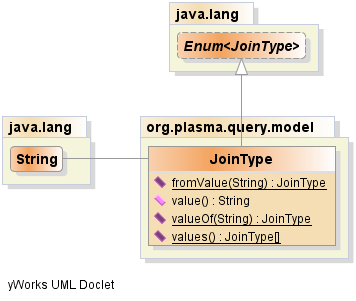 java.lang
Enum<JoinType>
java.lang
String
org.plasma.query.model
JoinType
fromValue(String) : JoinType
value() : String
valueOf(String) : JoinType
values() : JoinType[]
yWorks UML Doclet